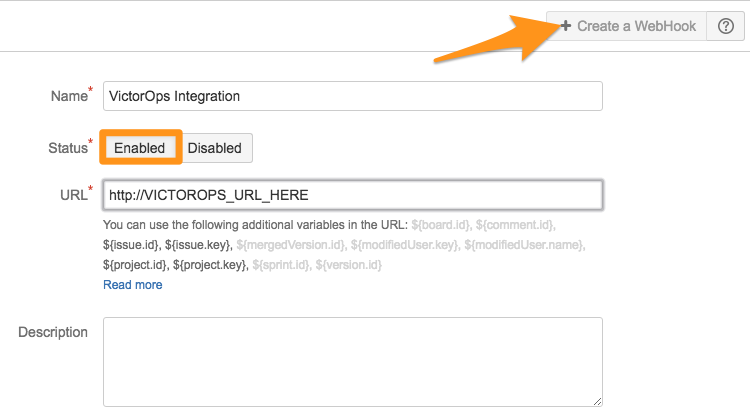 + Create a WebHook ?
Name* VictorOps Integration
Status* Enabled Disabled
URL* http://VICTOROPS_URL_HERE
You can use the following additional variables in the URL: ${board.id}, ${comment.id},
${issue.id}, ${issue.key}, ${mergedVersion.id}, ${modifiedUser.key}, ${modifiedUser.name},
${project.id}, ${project.key}, ${sprint.id}, ${version.id}
Read more
Description